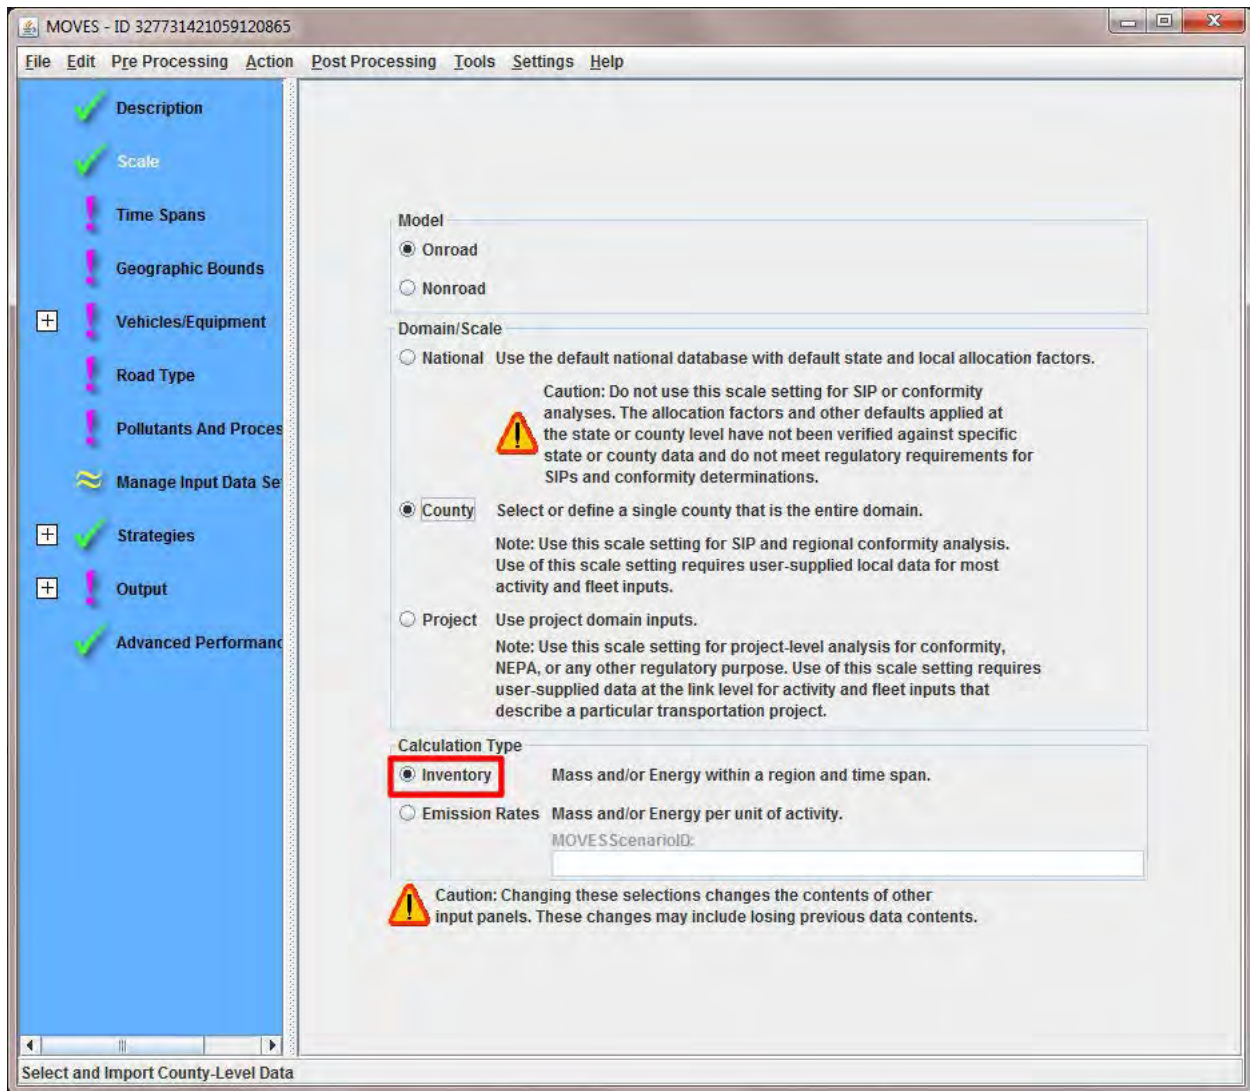 MOVES - ID 327731421059120865
File Edit Pre Processing Action Post Processing Tools Settings Help
Description
Scale
Time Spans
Geographic Bounds
Vehicles/Equipment
Road Type
Pollutants And Proces
Manage Input Data Se
Strategies
Output
Advanced Performanc
Model
Onroad
Nonroad
Domain/Scale
National Use the default national database with default state and local allocation factors.
Caution: Do not use this scale setting for SIP or conformity
analyses. The allocation factors and other defaults applied at
the state or county level have not been verified against specific
state or county data and do not meet regulatory requirements for
SIPs and conformity determinations.
County Select or define a single county that is the entire domain.
Note: Use this scale setting for SIP and regional conformity analysis.
Use of this scale setting requires user-supplied local data for most
activity and fleet inputs.
Project Use project domain inputs.
Note: Use this scale setting for project-level analysis for conformity,
NEPA, or any other regulatory purpose. Use of this scale setting requires
user-supplied data at the link level for activity and fleet inputs that
describe a particular transportation project.
Calculation Type
Inventory Mass and/or Energy within a region and time span.
Emission Rates Mass and/or Energy per unit of activity.
MOVESScenarioID:
Caution: Changing these selections changes the contents of other
input panels. These changes may include losing previous data contents.
Select and Import County-Level Data